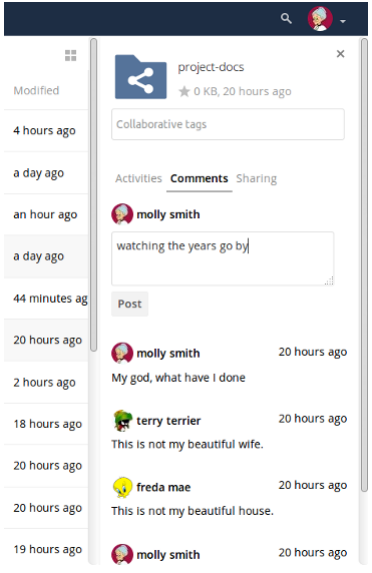 project-docs
0 KB, 20 hours ago
Collaborative tags
Modified
4 hours ago
a day ago
an hour ago
a day ago
44 minutes ag
20 hours ago
2 hours ago
18 hours ago
20 hours ago
20 hours ago
19 hours ago
Activities Comments Sharing
molly smith
watching the years go by
Post
molly smith 20 hours ago
My god, what have I done
terry terrier 20 hours ago
This is not my beautiful wife.
freda mae 20 hours ago
This is not my beautiful house.
molly smith 20 hours ago